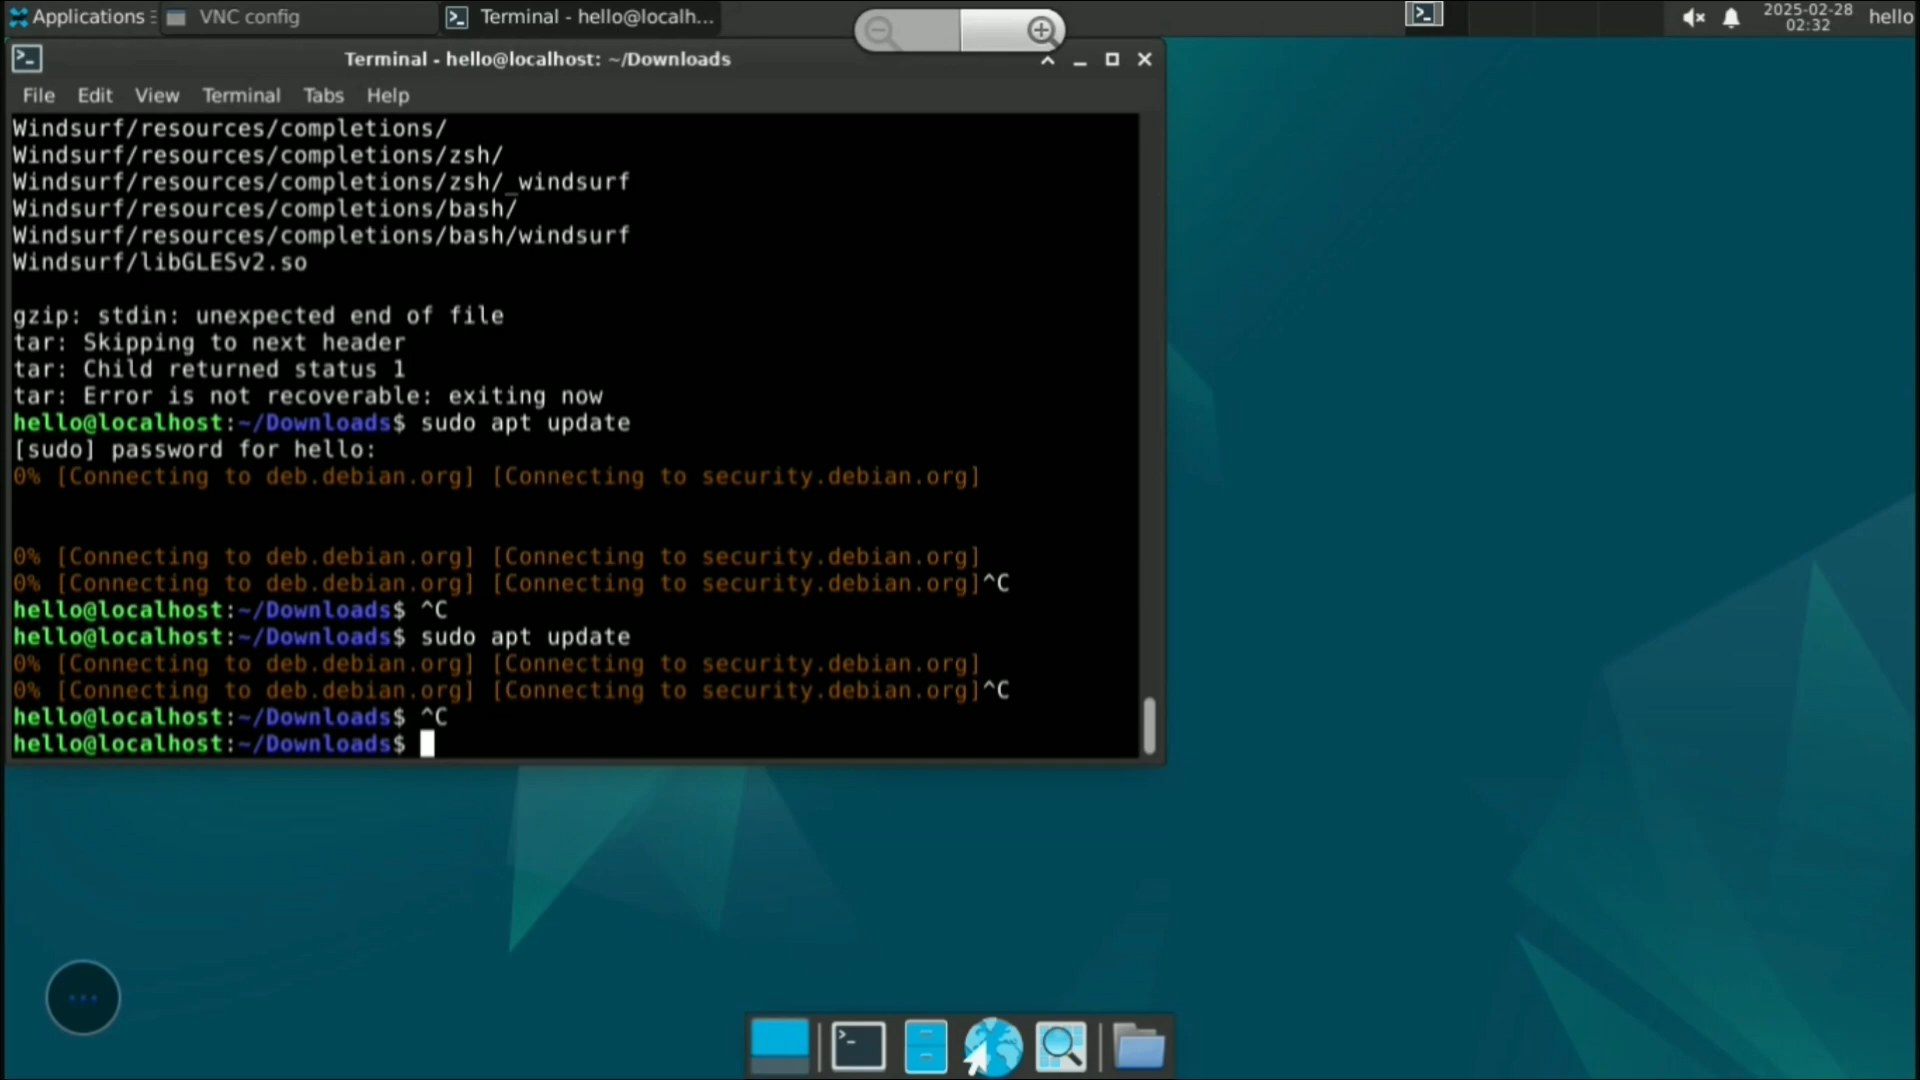 Applications
VNC config
Terminal - hello@localh...
2025-02-28
02:32
hello
Terminal - hello@localhost: ~/Downloads
File Edit View Terminal Tabs Help
Windsurf/resources/completions/
Windsurf/resources/completions/zsh/
Windsurf/resources/completions/zsh/_windsurf
Windsurf/resources/completions/bash/
Windsurf/resources/completions/bash/windsurf
Windsurf/libGLESv2.so
gzip: stdin: unexpected end of file
tar: Skipping to next header
tar: Child returned status 1
tar: Error is not recoverable: exiting now
hello@localhost:~/Downloads$ sudo apt update
[sudo] password for hello:
0% [Connecting to deb.debian.org] [Connecting to security.debian.org]
0% [Connecting to deb.debian.org] [Connecting to security.debian.org]
0% [Connecting to deb.debian.org] [Connecting to security.debian.org]^C
hello@localhost:~/Downloads$ ^C
hello@localhost:~/Downloads$ sudo apt update
0% [Connecting to deb.debian.org] [Connecting to security.debian.org]
0% [Connecting to deb.debian.org] [Connecting to security.debian.org]^C
hello@localhost:~/Downloads$ ^C
hello@localhost:~/Downloads$